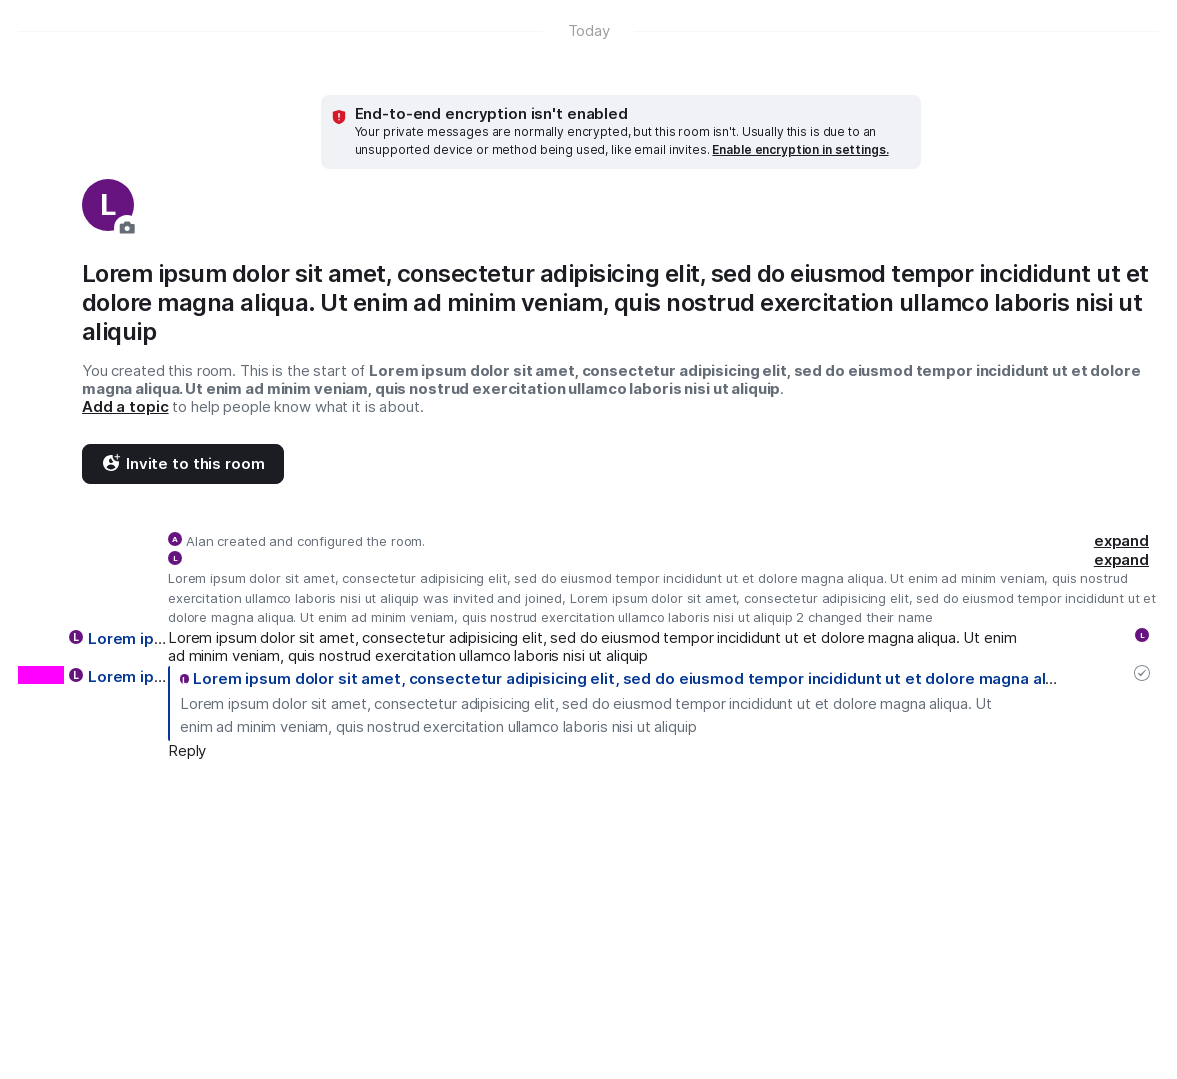 Today
End-to-end encryption isn't enabled
Your private messages are normally encrypted, but this room isn't. Usually this is due to an
unsupported device or method being used, like email invites. Enable encryption in settings.
L
Lorem ipsum dolor sit amet, consectetur adipisicing elit, sed do eiusmod tempor incididunt ut et
dolore magna aliqua. Ut enim ad minim veniam, quis nostrud exercitation ullamco laboris nisi ut
aliquip
You created this room. This is the start of Lorem ipsum dolor sit amet, consectetur adipisicing elit, sed do eiusmod tempor incididunt ut et dolore
magna aliqua. Ut enim ad minim veniam, quis nostrud exercitation ullamco laboris nisi ut aliquip.
Add a topic to help people know what it is about.
Invite to this room
A Alan created and configured the room. expand
L expand
Lorem ipsum dolor sit amet, consectetur adipisicing elit, sed do eiusmod tempor incididunt ut et dolore magna aliqua. Ut enim ad minim veniam, quis nostrud
exercitation ullamco laboris nisi ut aliquip was invited and joined, Lorem ipsum dolor sit amet, consectetur adipisicing elit, sed do eiusmod tempor incididunt ut et
dolore magna aliqua. Ut enim ad minim veniam, quis nostrud exercitation ullamco laboris nisi ut aliquip 2 changed their name
L Lorem ip… Lorem ipsum dolor sit amet, consectetur adipisicing elit, sed do eiusmod tempor incididunt ut et dolore magna aliqua. Ut enim L
ad minim veniam, quis nostrud exercitation ullamco laboris nisi ut aliquip
L Lorem ip… L Lorem ipsum dolor sit amet, consectetur adipisicing elit, sed do eiusmod tempor incididunt ut et dolore magna al…
Lorem ipsum dolor sit amet, consectetur adipisicing elit, sed do eiusmod tempor incididunt ut et dolore magna aliqua. Ut
enim ad minim veniam, quis nostrud exercitation ullamco laboris nisi ut aliquip
Reply